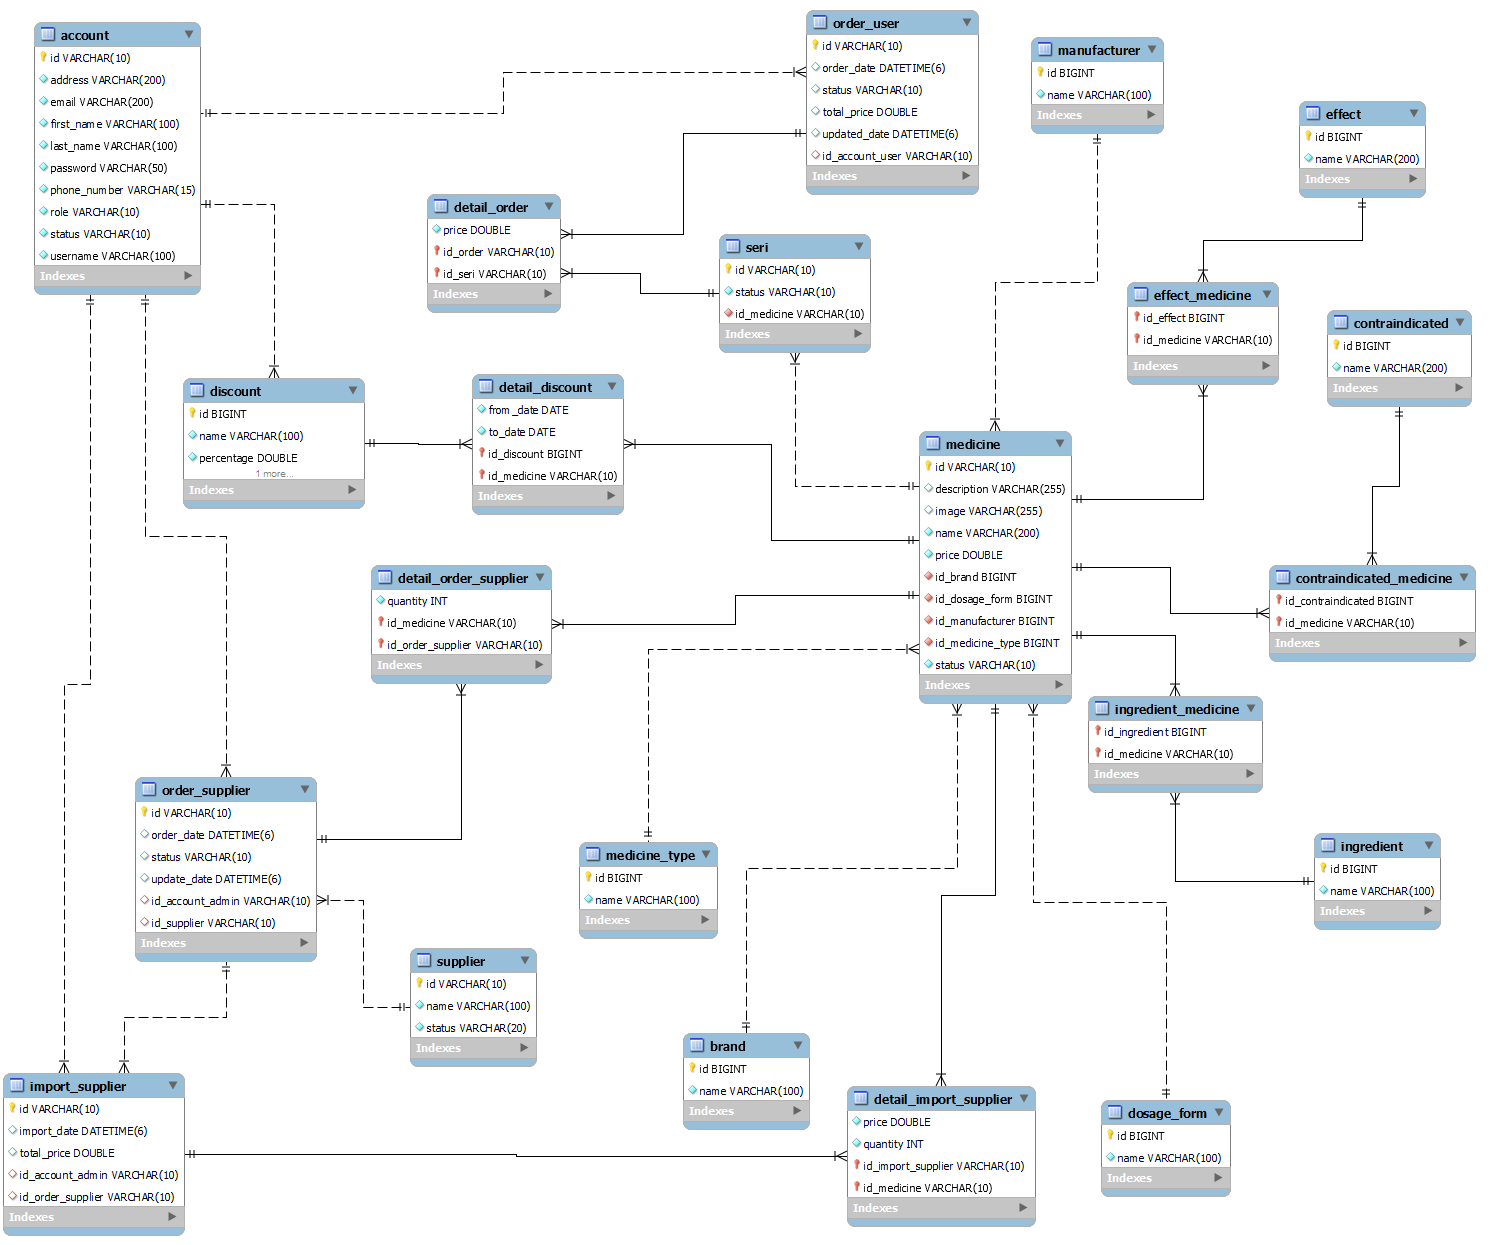 account
id VARCHAR(10)
address VARCHAR(200)
email VARCHAR(200)
first_name VARCHAR(100)
last_name VARCHAR(100)
password VARCHAR(50)
phone_number VARCHAR(15)
role VARCHAR(10)
status VARCHAR(10)
username VARCHAR(100)
Indexes
order_user
id VARCHAR(10)
order_date DATETIME(6)
status VARCHAR(10)
total_price DOUBLE
updated_date DATETIME(6)
id_account_user VARCHAR(10)
Indexes
manufacturer
id BIGINT
name VARCHAR(100)
Indexes
effect
id BIGINT
name VARCHAR(200)
Indexes
detail_order
price DOUBLE
id_order VARCHAR(10)
id_seri VARCHAR(10)
Indexes
seri
id VARCHAR(10)
status VARCHAR(10)
id_medicine VARCHAR(10)
Indexes
effect_medicine
id_effect BIGINT
id_medicine VARCHAR(10)
Indexes
contraindicated
id BIGINT
name VARCHAR(200)
Indexes
discount
id BIGINT
name VARCHAR(100)
percentage DOUBLE
1 more...
Indexes
detail_discount
from_date DATE
to_date DATE
id_discount BIGINT
id_medicine VARCHAR(10)
Indexes
medicine
id VARCHAR(10)
description VARCHAR(255)
image VARCHAR(255)
name VARCHAR(200)
price DOUBLE
id_brand BIGINT
id_dosage_form BIGINT
id_manufacturer BIGINT
id_medicine_type BIGINT
status VARCHAR(10)
Indexes
detail_order_supplier
quantity INT
id_medicine VARCHAR(10)
id_order_supplier VARCHAR(10)
Indexes
contraindicated_medicine
id_contraindicated BIGINT
id_medicine VARCHAR(10)
Indexes
ingredient_medicine
id_ingredient BIGINT
id_medicine VARCHAR(10)
Indexes
order_supplier
id VARCHAR(10)
order_date DATETIME(6)
status VARCHAR(10)
update_date DATETIME(6)
id_account_admin VARCHAR(10)
id_supplier VARCHAR(10)
Indexes
medicine_type
id BIGINT
name VARCHAR(100)
Indexes
ingredient
id BIGINT
name VARCHAR(100)
Indexes
supplier
id VARCHAR(10)
name VARCHAR(100)
status VARCHAR(20)
Indexes
brand
id BIGINT
name VARCHAR(100)
Indexes
import_supplier
id VARCHAR(10)
import_date DATETIME(6)
total_price DOUBLE
id_account_admin VARCHAR(10)
id_order_supplier VARCHAR(10)
Indexes
detail_import_supplier
price DOUBLE
quantity INT
id_import_supplier VARCHAR(10)
id_medicine VARCHAR(10)
Indexes
dosage_form
id BIGINT
name VARCHAR(100)
Indexes